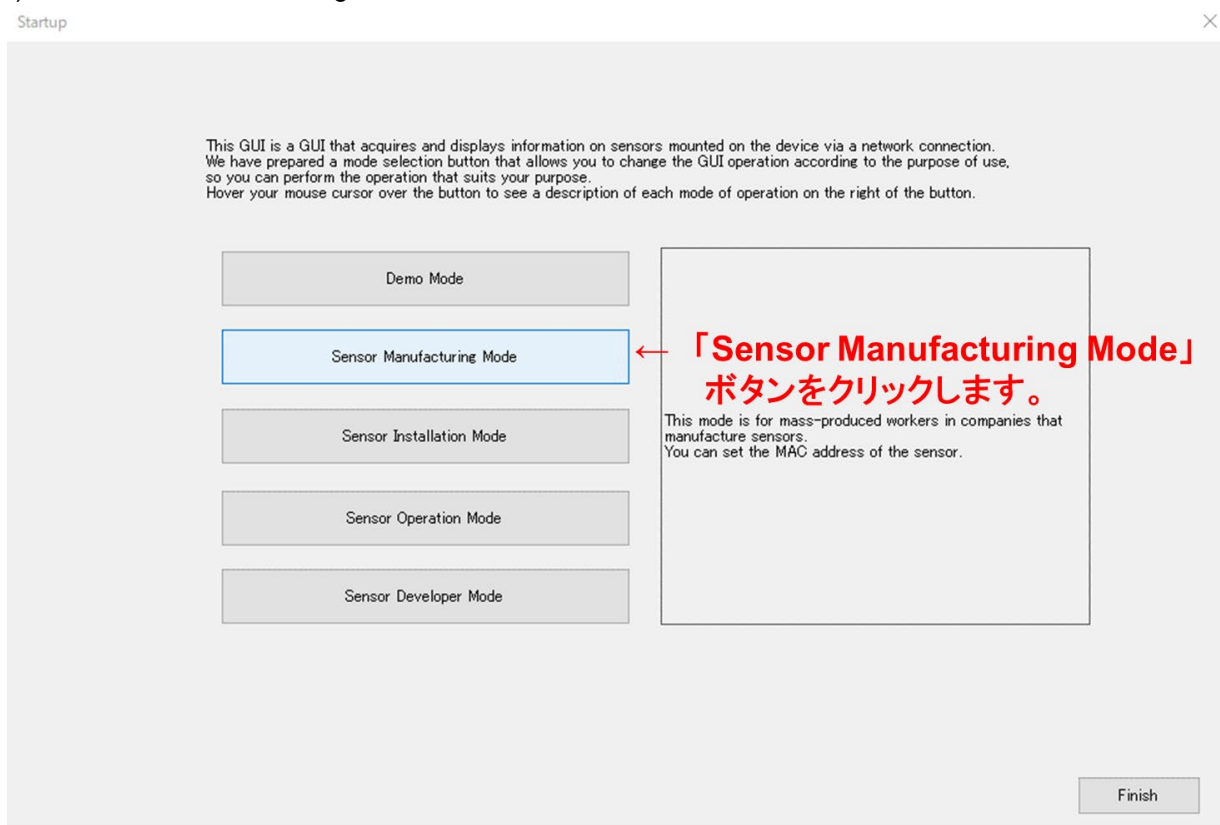 Startup
This GUI is a GUI that acquires and displays information on sensors mounted on the device via a network connection.
We have prepared a mode selection button that allows you to change the GUI operation according to the purpose of use,
so you can perform the operation that suits your purpose.
Hover your mouse cursor over the button to see a description of each mode of operation on the right of the button.
Demo Mode
Sensor Manufacturing Mode
← 「Sensor Manufacturing Mode」
ボタンをクリックします。
Sensor Installation Mode
This mode is for mass-produced workers in companies that
manufacture sensors.
You can set the MAC address of the sensor.
Sensor Operation Mode
Sensor Developer Mode
Finish